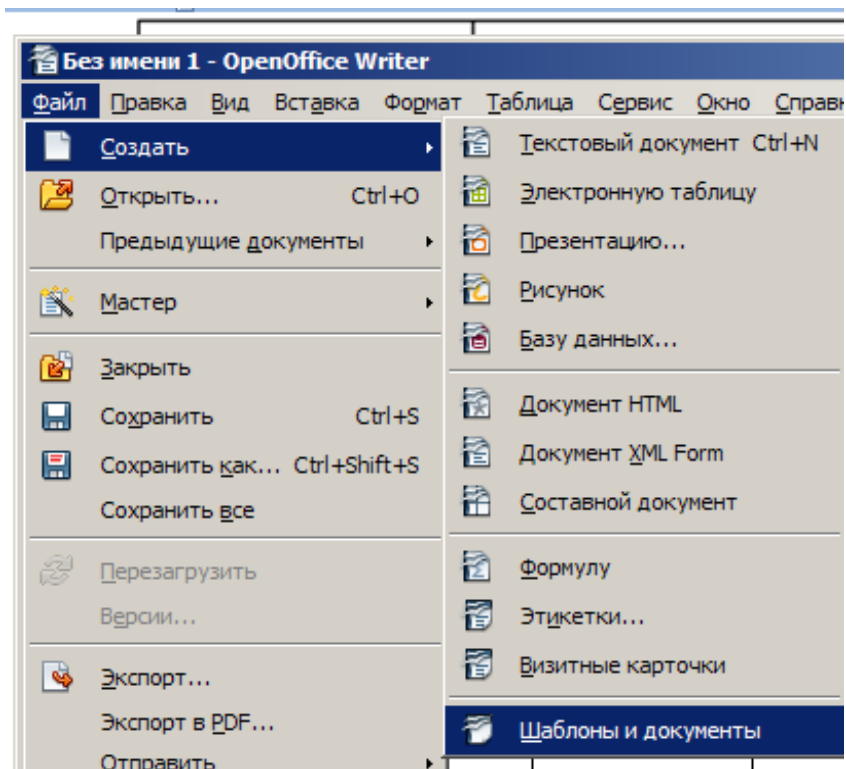 Без имени 1 - OpenOffice Writer
Файл Правка Вид Вставка Формат Таблица Сервис Окно
Создать
Открыть... Ctrl+O
Предыдущие документы
Мастер
Закрыть
Сохранить Ctrl+S
Сохранить как... Ctrl+Shift+S
Сохранить все
Перезагрузить
Версии...
Экспорт...
Экспорт в PDF...
Отправить
Текстовый документ Ctrl+N
Электронную таблицу
Презентацию...
Рисунок
Базу данных...
Документ HTML
Документ XML Form
Составной документ
Формулу
Этикетки...
Визитные карточки
Шаблоны и документы